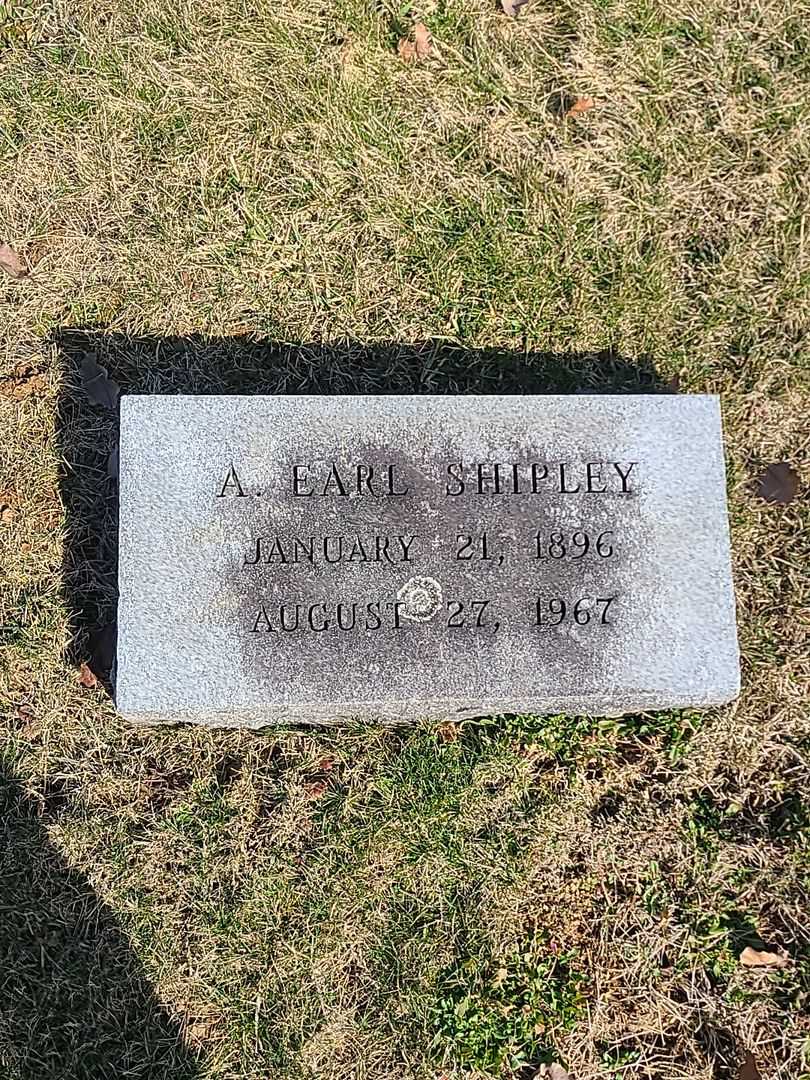 A. EARL SHIPLEY
JANUARY 21, 1896
AUGUST 27, 1967